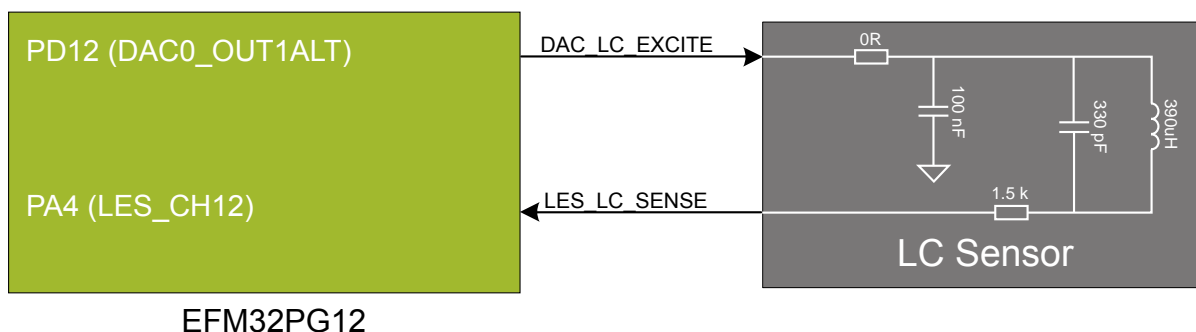 PD12 (DAC0_OUT1ALT)
DAC_LC_EXCITE
0R
100 nF
330 pF
390uH
PA4 (LES_CH12)
LES_LC_SENSE
1.5 k
LC Sensor
EFM32PG12